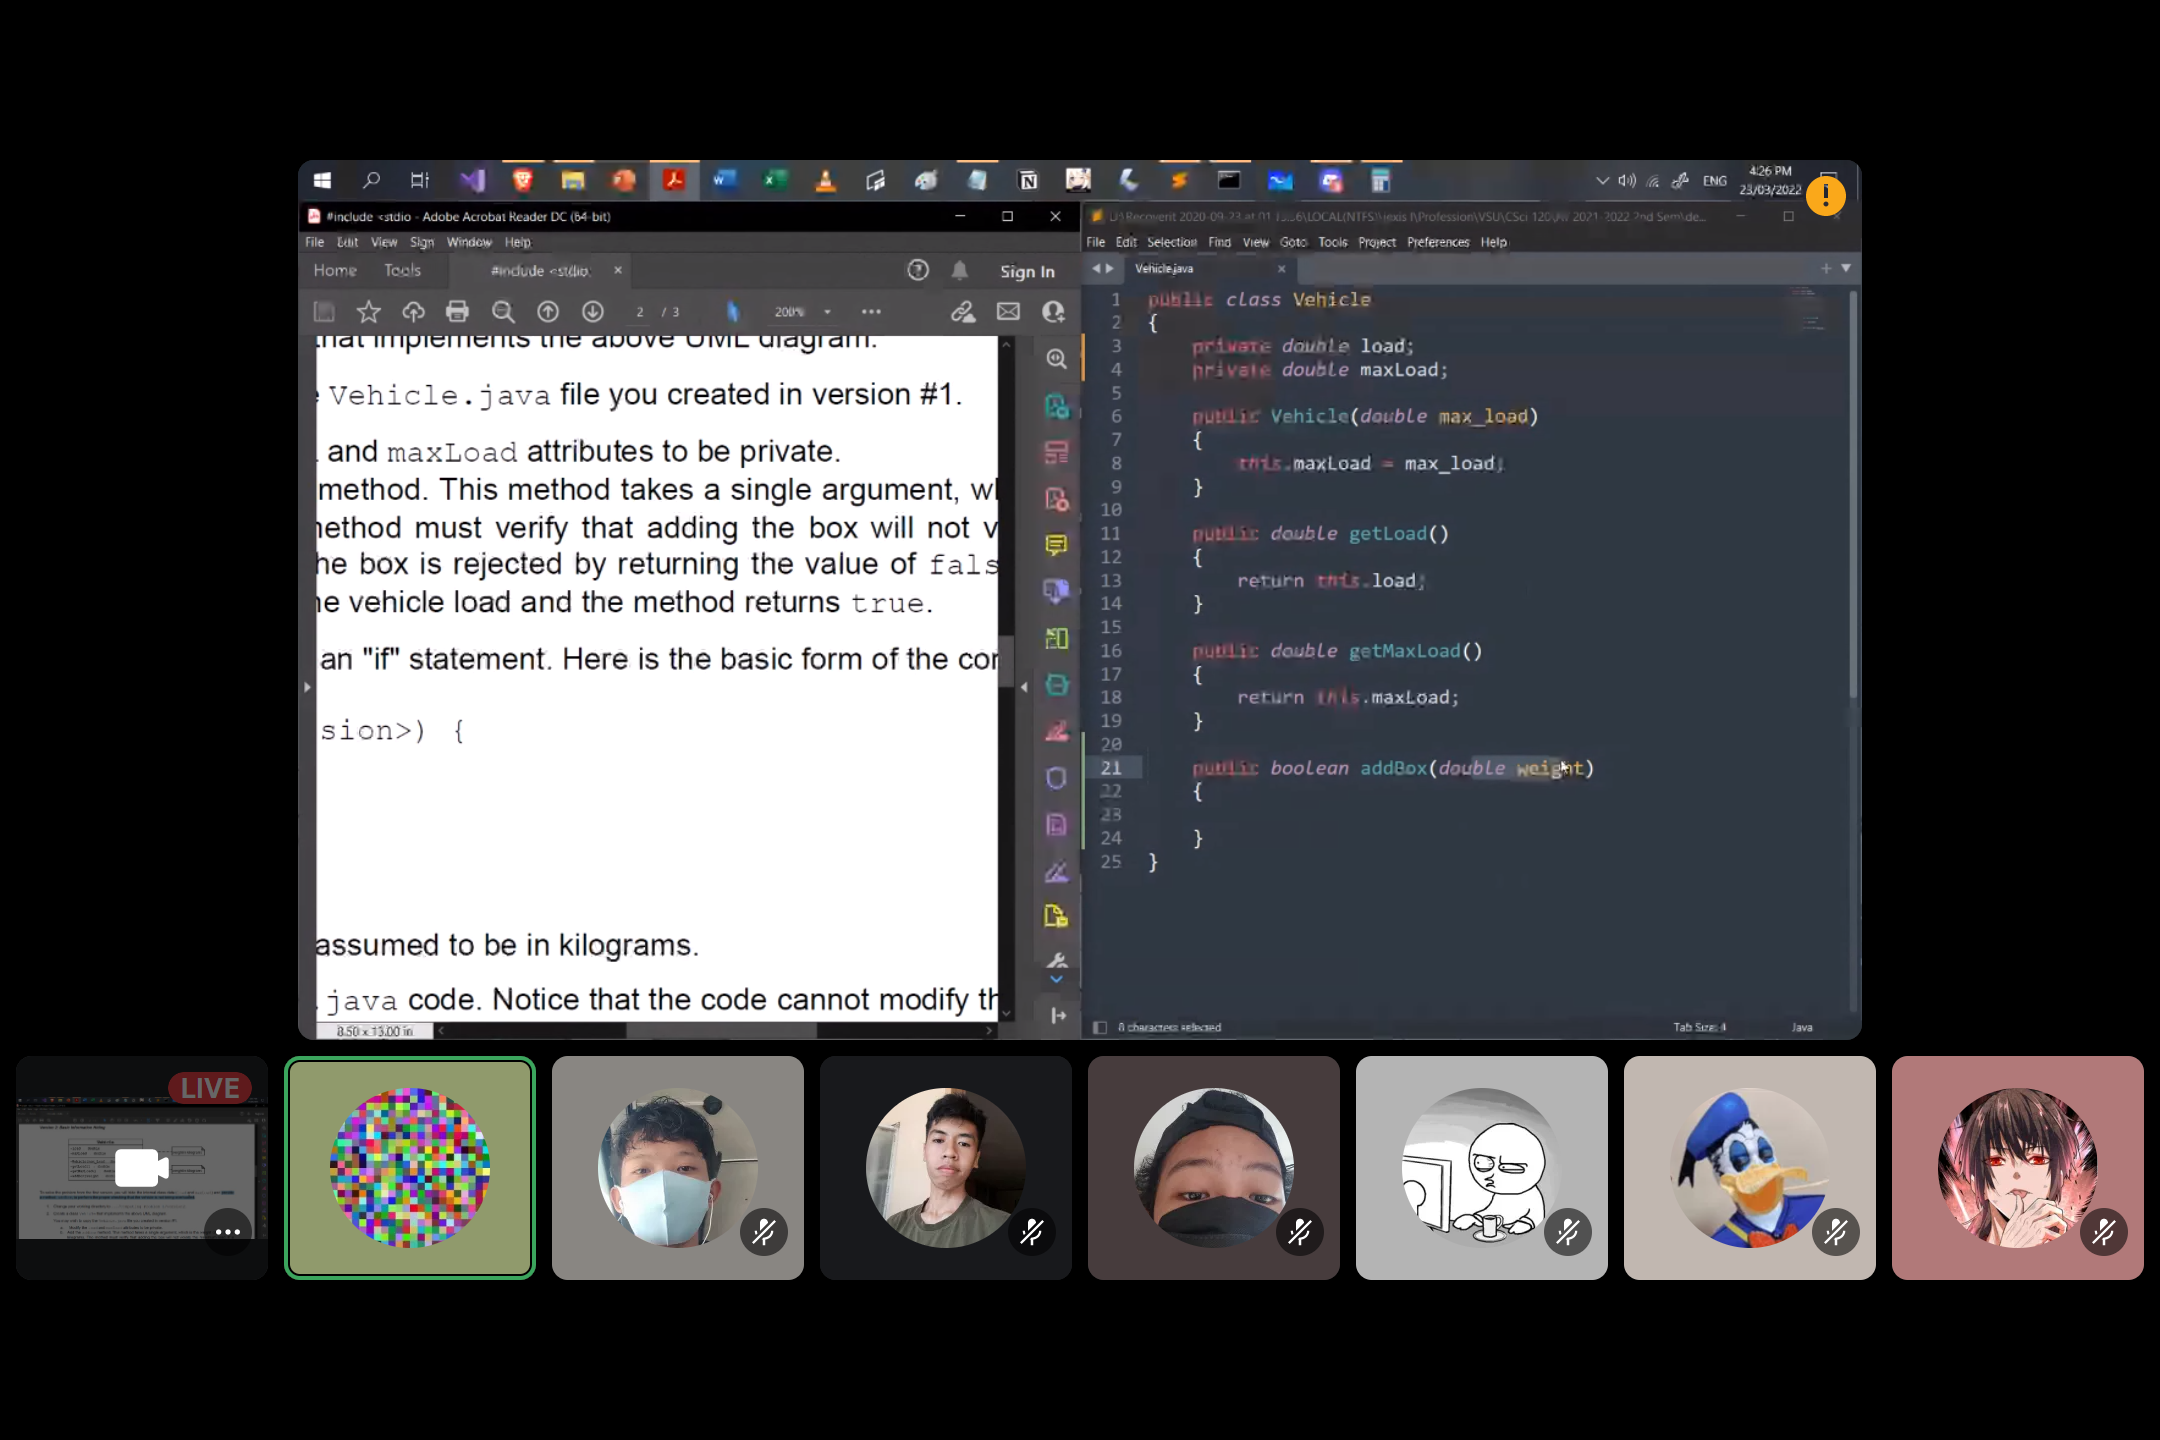 4:26 PM
ENG
23/03/2022
#include <stdio - Adobe Acrobat Reader DC (64-bit)
File Edit View Sign Window Help
Home Tools #include <stdio × Sign In
2 / 3 200%
that implements the above UML diagram.
Vehicle.java file you created in version #1.
and maxLoad attributes to be private.
method. This method takes a single argument, wh
method must verify that adding the box will not v
he box is rejected by returning the value of fals
he vehicle load and the method returns true.
an "if" statement. Here is the basic form of the con
sion>) {
assumed to be in kilograms.
.java code. Notice that the code cannot modify th
8.50 x 13.00 in
File Edit Selection Find View Goto Tools Project Preferences Help
Vehicle.java
1 public class Vehicle
2 {
3 private double load;
4 private double maxLoad;
5
6 public Vehicle(double max_load)
7 {
8 this.maxLoad = max_load;
9 }
10
11 public double getLoad()
12 {
13 return this.load;
14 }
15
16 public double getMaxLoad()
17 {
18 return this.maxLoad;
19 }
20
21 public boolean addBox(double weight)
22 {
23
24 }
25 }
8 characters selected Tab Size: 4 Java
LIVE